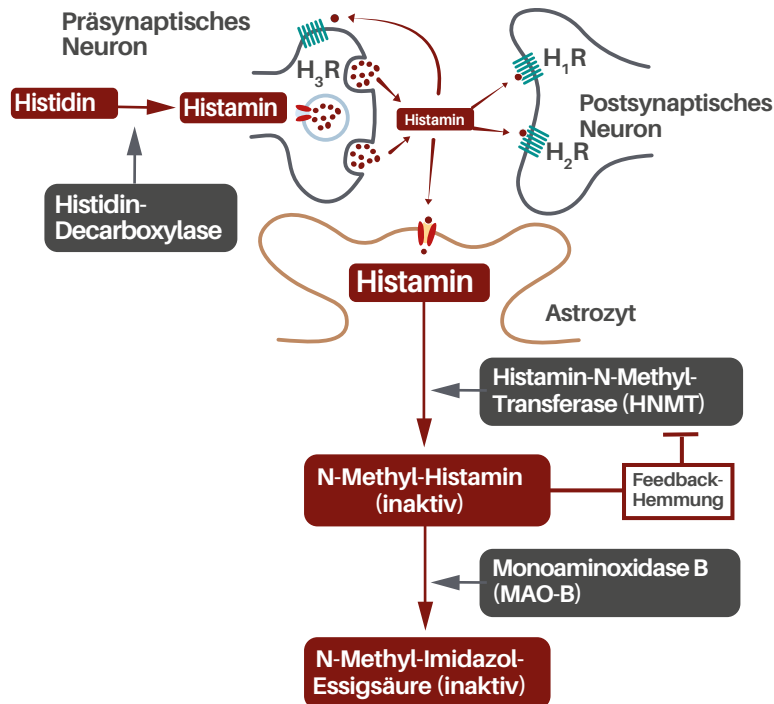 Präsynaptisches
Neuron
H3R
H1R
Histidin
Histamin
Histamin
Postsynaptisches
Neuron
H2R
Histidin-
Decarboxylase
Histamin
Astrozyt
Histamin-N-Methyl-
Transferase (HNMT)
N-Methyl-Histamin
(inaktiv)
Feedback-
Hemmung
Monoaminoxidase B
(MAO-B)
N-Methyl-Imidazol-
Essigsäure (inaktiv)